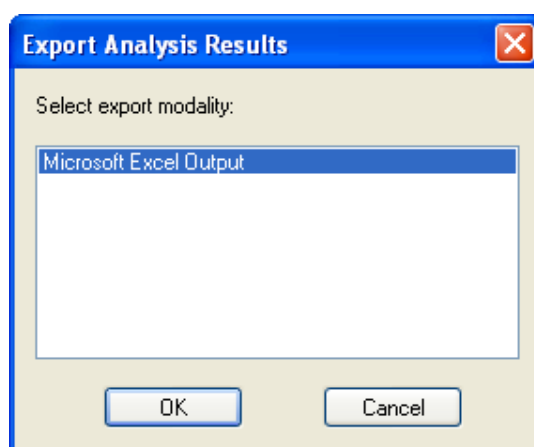 Export Analysis Results
Select export modality:
Microsoft Excel Output
OK
Cancel